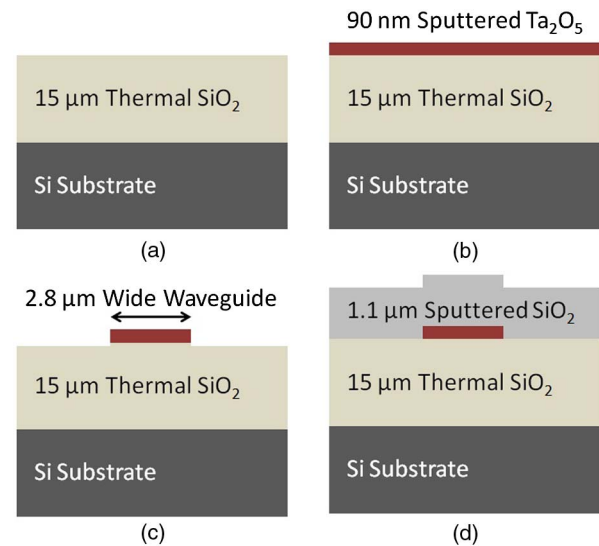 15 µm Thermal SiO₂
Si Substrate
(a)
90 nm Sputtered Ta₂O₅
15 µm Thermal SiO₂
Si Substrate
(b)
2.8 µm Wide Waveguide
15 µm Thermal SiO₂
Si Substrate
(c)
1.1 µm Sputtered SiO₂
15 µm Thermal SiO₂
Si Substrate
(d)